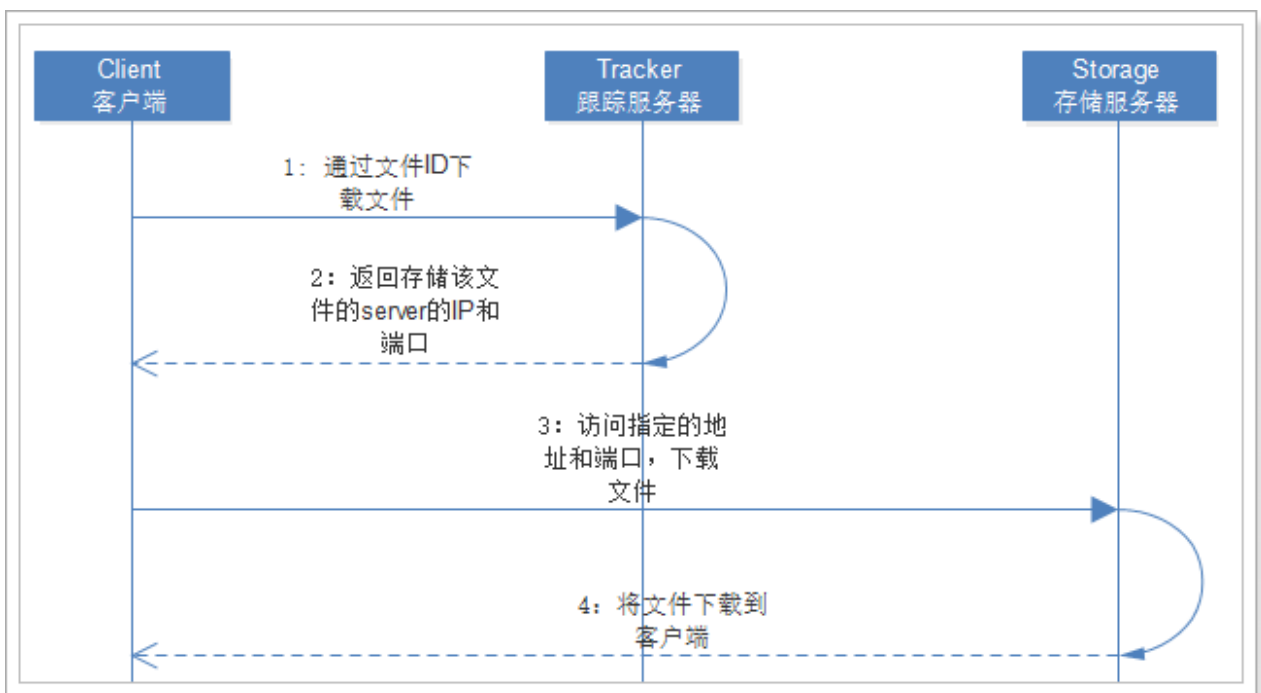 Client
客户端
Tracker
跟踪服务器
Storage
存储服务器
1: 通过文件ID下
载文件
2: 返回存储该文
件的server的IP和
端口
3: 访问指定的地
址和端口，下载
文件
4: 将文件下载到
客户端